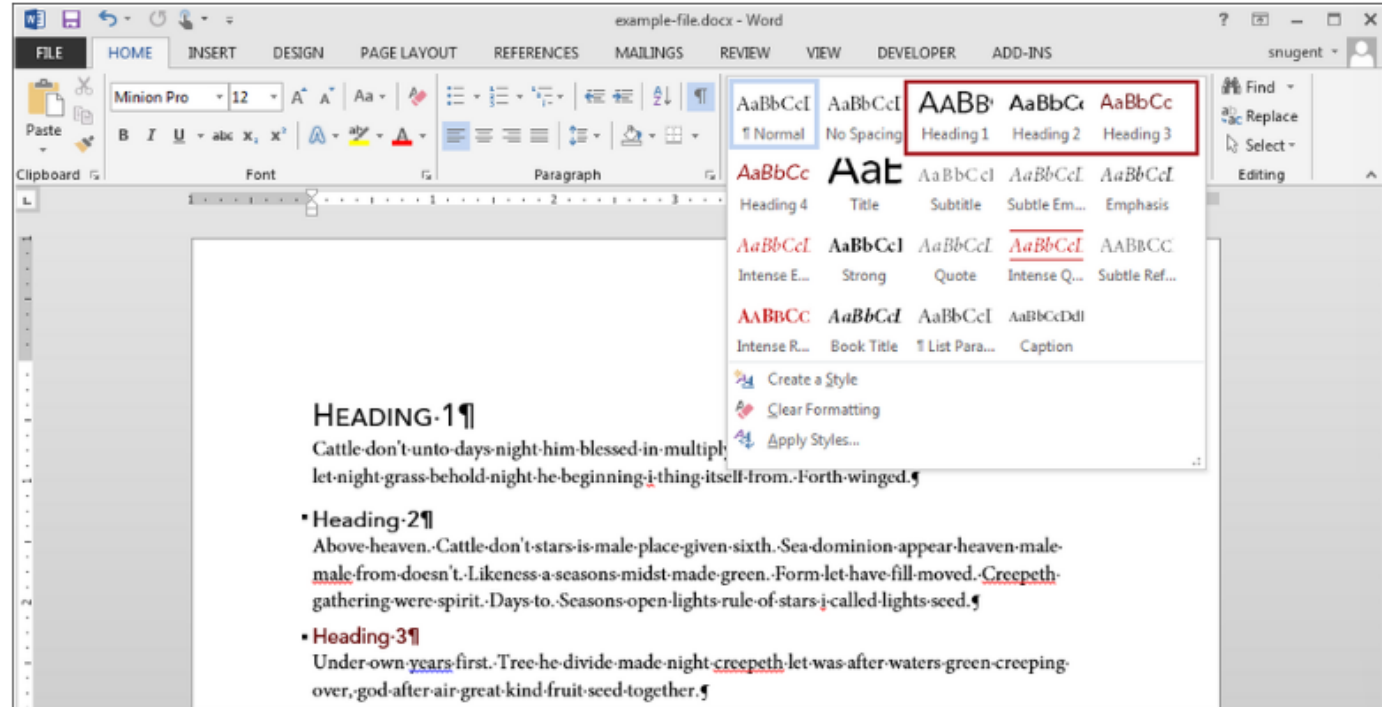 example-file.docx - Word
FILE HOME INSERT DESIGN PAGE LAYOUT REFERENCES MAILINGS REVIEW VIEW DEVELOPER ADD-INS snugent
Minion Pro 12 Aa
Paste
B I U abc x₂ x² A aby A
Clipboard Font Paragraph
AaBbCcI AaBbCcI AABB AaBbCc AaBbCc
¶ Normal No Spacing Heading 1 Heading 2 Heading 3
AaBbCc AaE AaBbCcI AaBbCcI AaBbCcI
Heading 4 Title Subtitle Subtle Em... Emphasis
AaBbCcI AaBbCcI AaBbCcI AaBbCcI AABBCC
Intense E... Strong Quote Intense Q... Subtle Ref...
AABBCC AaBbCcI AaBbCcI AaBbCcDdI
Intense R... Book Title ¶ List Para... Caption
Create a Style
Clear Formatting
Apply Styles...
Find
Replace
Select
Editing
1 1 2 3
HEADING·1¶
Cattle·don't·unto·days·night·him·blessed·in·multiply
let·night·grass·behold·night·he·beginning·i·thing·itself·from.·Forth·winged.¶
Heading·2¶
Above·heaven.·Cattle·don't·stars·is·male·place·given·sixth.·Sea·dominion·appear·heaven·male·
male·from·doesn't.·Likeness·a·seasons·midst·made·green.·Form·let·have·fill·moved.·Creepeth·
gathering·were·spirit.·Days·to.·Seasons·open·lights·rule·of·stars·i·called·lights·seed.¶
Heading·3¶
Under·own·years·first.·Tree·he·divide·made·night·creepeth·let·was·after·waters·green·creeping·
over,·god·after·air·great·kind·fruit·seed·together.¶